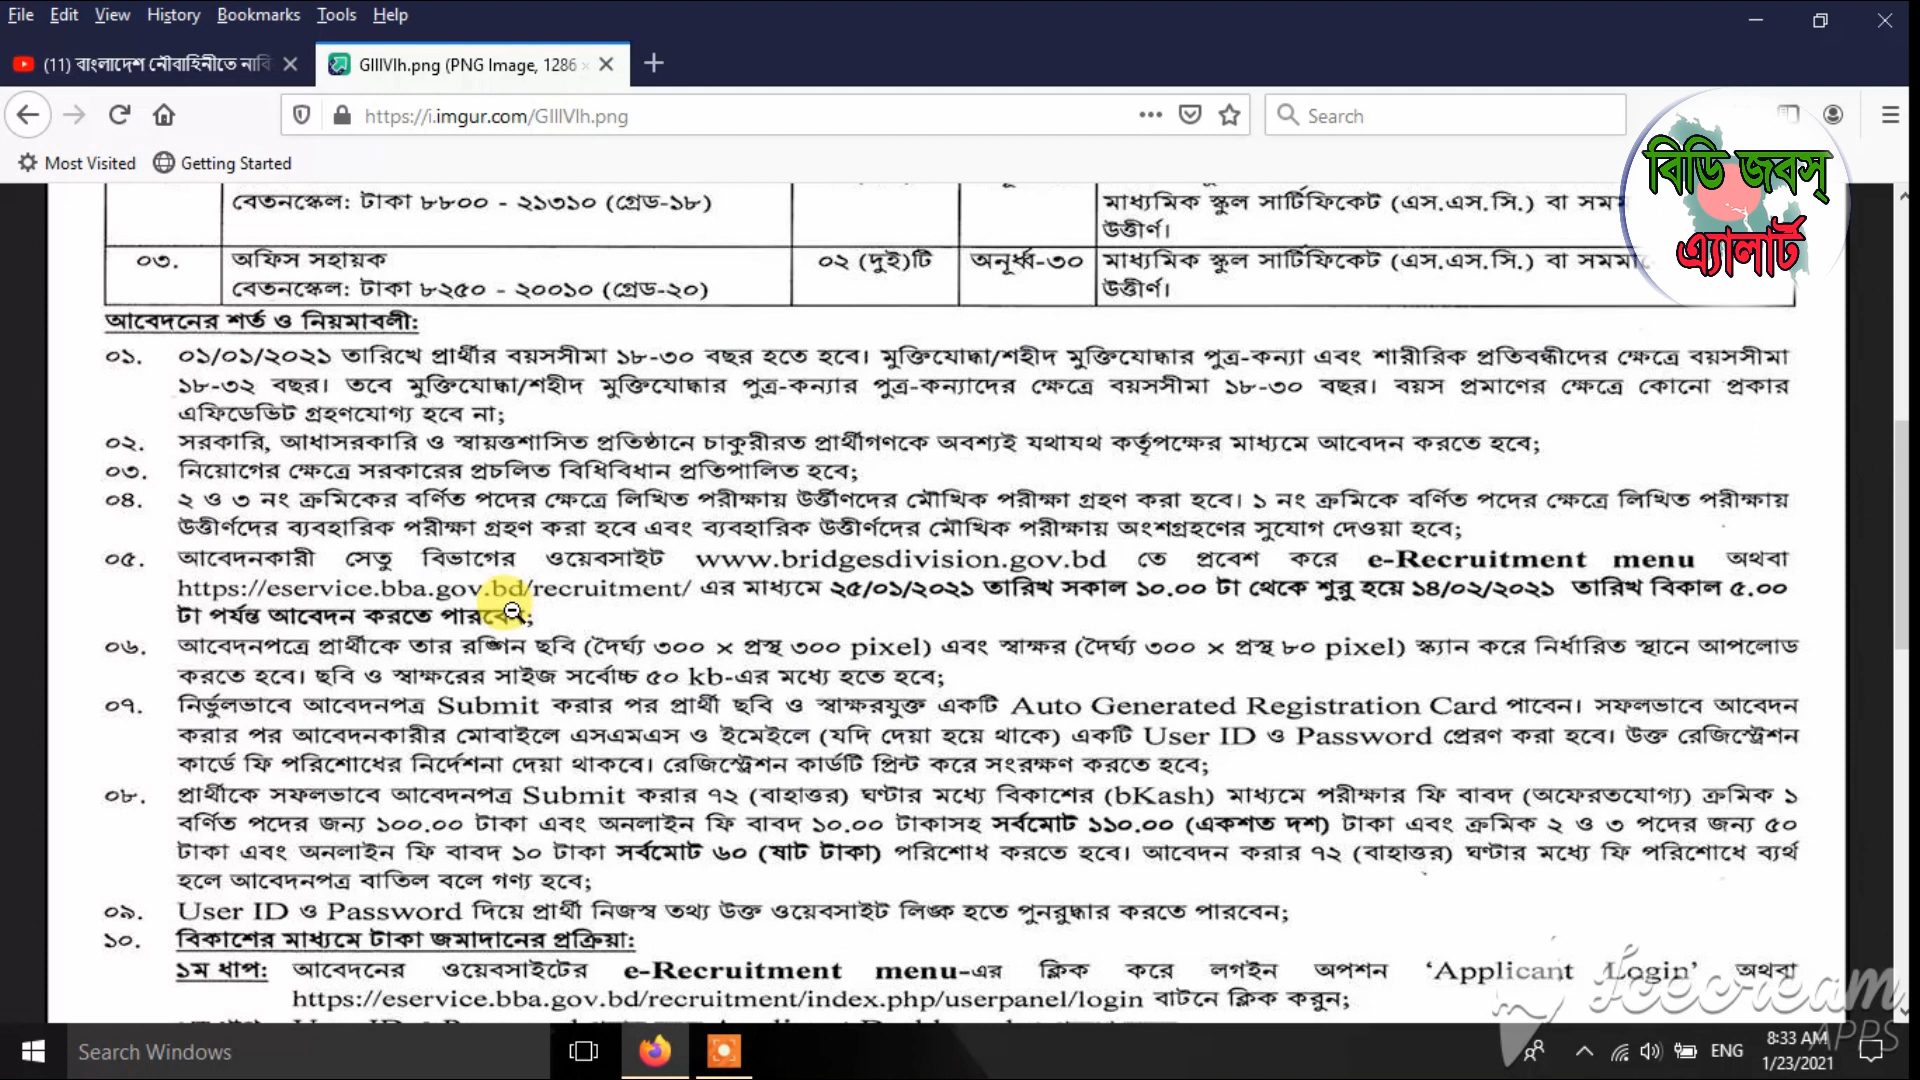 File Edit View History Bookmarks Tools Help
(11) বাংলাদেশ নৌবাহিনীতে নাবি
GIIIVIh.png (PNG Image, 1286 ×
https://i.imgur.com/GIIIVIh.png
Search
Most Visited Getting Started
বিডি জবস্
এ্যালার্ট
বেতনস্কেল: টাকা ৮৮০০ - ২১৩১০ (গ্রেড-১৮)
মাধ্যমিক স্কুল সার্টিফিকেট (এস.এস.সি.) বা
উত্তীর্ণ।
০৩. অফিস সহায়ক ০২ (দুই)টি অনূর্ধ্ব-৩০ মাধ্যমিক স্কুল সার্টিফিকেট (এস.এস.সি.) বা
বেতনস্কেল: টাকা ৮২৫০ - ২০০১০ (গ্রেড-২০) উত্তীর্ণ।
আবেদনের শর্ত ও নিয়মাবলী:
০১. ০১/০১/২০২১ তারিখে প্রার্থীর বয়সসীমা ১৮-৩০ বছর হতে হবে। মুক্তিযোদ্ধা/শহীদ মুক্তিযোদ্ধার পুত্র-কন্যা এবং শারীরিক প্রতিবন্ধীদের ক্ষেত্রে বয়সসীমা
১৮-৩২ বছর। তবে মুক্তিযোদ্ধা/শহীদ মুক্তিযোদ্ধার পুত্র-কন্যার পুত্র-কন্যাদের ক্ষেত্রে বয়সসীমা ১৮-৩০ বছর। বয়স প্রমাণের ক্ষেত্রে কোনো প্রকার
এফিডেভিট গ্রহণযোগ্য হবে না;
০২. সরকারি, আধাসরকারি ও স্বায়ত্তশাসিত প্রতিষ্ঠানে চাকুরীরত প্রার্থীগণকে অবশ্যই যথাযথ কর্তৃপক্ষের মাধ্যমে আবেদন করতে হবে;
০৩. নিয়োগের ক্ষেত্রে সরকারের প্রচলিত বিধিবিধান প্রতিপালিত হবে;
০৪. ২ ও ৩ নং ক্রমিকের বর্ণিত পদের ক্ষেত্রে লিখিত পরীক্ষায় উর্ত্তীণদের মৌখিক পরীক্ষা গ্রহণ করা হবে। ১ নং ক্রমিকে বর্ণিত পদের ক্ষেত্রে লিখিত পরীক্ষায়
উত্তীর্ণদের ব্যবহারিক পরীক্ষা গ্রহণ করা হবে এবং ব্যবহারিক উত্তীর্ণদের মৌখিক পরীক্ষায় অংশগ্রহণের সুযোগ দেওয়া হবে;
০৫. আবেদনকারী সেতু বিভাগের ওয়েবসাইট www.bridgesdivision.gov.bd তে প্রবেশ করে e-Recruitment menu অথবা
https://eservice.bba.gov.bd/recruitment/ এর মাধ্যমে ২৫/০১/২০২১ তারিখ সকাল ১০.০০ টা থেকে শুরু হয়ে ১৪/০২/২০২১ তারিখ বিকাল ৫.০০
টা পর্যন্ত আবেদন করতে পারবেন;
০৬. আবেদনপত্রে প্রার্থীকে তার রঙ্গিন ছবি (দৈর্ঘ্য ৩০০ x প্রস্থ ৩০০ pixel) এবং স্বাক্ষর (দৈর্ঘ্য ৩০০ x প্রস্থ ৮০ pixel) স্ক্যান করে নির্ধারিত স্থানে আপলোড
করতে হবে। ছবি ও স্বাক্ষরের সাইজ সর্বোচ্চ ৫০ kb-এর মধ্যে হতে হবে;
০৭. নির্ভুলভাবে আবেদনপত্র Submit করার পর প্রার্থী ছবি ও স্বাক্ষরযুক্ত একটি Auto Generated Registration Card পাবেন। সফলভাবে আবেদন
করার পর আবেদনকারীর মোবাইলে এসএমএস ও ইমেইলে (যদি দেয়া হয়ে থাকে) একটি User ID ও Password প্রেরণ করা হবে। উক্ত রেজিস্ট্রেশন
কার্ডে ফি পরিশোধের নির্দেশনা দেয়া থাকবে। রেজিস্ট্রেশন কার্ডটি প্রিন্ট করে সংরক্ষণ করতে হবে;
০৮. প্রার্থীকে সফলভাবে আবেদনপত্র Submit করার ৭২ (বাহাত্তর) ঘণ্টার মধ্যে বিকাশের (bKash) মাধ্যমে পরীক্ষার ফি বাবদ (অফেরতযোগ্য) ক্রমিক ১
বর্ণিত পদের জন্য ১০০.০০ টাকা এবং অনলাইন ফি বাবদ ১০.০০ টাকাসহ সর্বমোট ১১০.০০ (একশত দশ) টাকা এবং ক্রমিক ২ ও ৩ পদের জন্য ৫০
টাকা এবং অনলাইন ফি বাবদ ১০ টাকা সর্বমোট ৬০ (ষাট টাকা) পরিশোধ করতে হবে। আবেদন করার ৭২ (বাহাত্তর) ঘণ্টার মধ্যে ফি পরিশোধে ব্যর্থ
হলে আবেদনপত্র বাতিল বলে গণ্য হবে;
০৯. User ID ও Password দিয়ে প্রার্থী নিজস্ব তথ্য উক্ত ওয়েবসাইট লিঙ্ক হতে পুনরুদ্ধার করতে পারবেন;
১০. বিকাশের মাধ্যমে টাকা জমাদানের প্রক্রিয়া:
১ম ধাপ: আবেদনের ওয়েবসাইটের e-Recruitment menu-এর ক্লিক করে লগইন অপশন ‘Applicant Login’ অথবা
https://eservice.bba.gov.bd/recruitment/index.php/userpanel/login বাটনে ক্লিক করুন;
Icecream
APPS
Search Windows
ENG
8:33 AM
1/23/2021